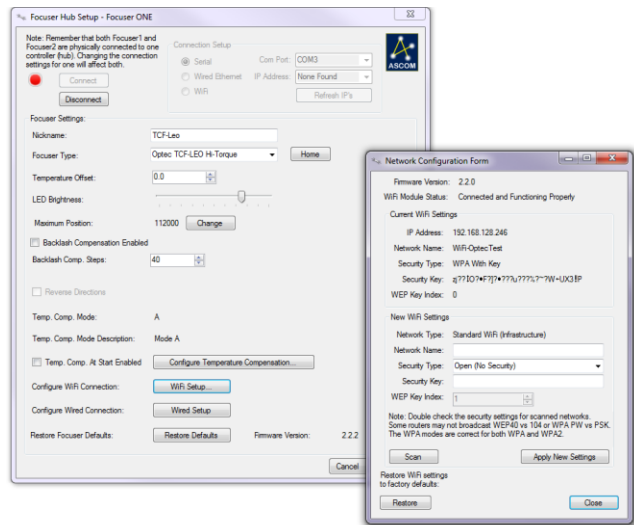 Focuser Hub Setup - Focuser ONE
Note: Remember that both Focuser1 and
Focuser2 are physically connected to one
controller (hub). Changing the connection
settings for one will affect both.
Connect
Disconnect
Connection Setup
Serial
Com Port: COM3
Wired Ethernet
IP Address: None Found
WiFi
Refresh IP's
ASCOM
Focuser Settings:
Nickname: TCF-Leo
Focuser Type: Optec TCF-LEO Hi-Torque
Home
Temperature Offset: 0.0
LED Brightness:
Maximum Position: 112000
Change
Backlash Compensation Enabled
Backlash Comp. Steps: 40
Reverse Directions
Temp. Comp. Mode: A
Temp. Comp. Mode Description: Mode A
Temp. Comp. At Start Enabled
Configure Temperature Compensation...
Configure WiFi Connection: WiFi Setup...
Configure Wired Connection: Wired Setup
Restore Focuser Defaults: Restore Defaults
Firmware Version: 2.2.2
Cancel
Network Configuration Form
Firmware Version: 2.2.0
WiFi Module Status: Connected and Functioning Properly
Current WiFi Settings
IP Address: 192.168.128.246
Network Name: WiFi-OptecTest
Security Type: WPA With Key
Security Key:
WEP Key Index: 0
New WiFi Settings
Network Type: Standard WiFi (Infrastructure)
Network Name:
Security Type: Open (No Security)
Security Key:
WEP Key Index: 1
Note: Double check the security settings for scanned networks.
Some routers may not broadcast WEP40 vs 104 or WPA PW vs PSK.
The WPA modes are correct for both WPA and WPA2.
Scan
Apply New Settings
Restore WiFi settings
to factory defaults:
Restore
Close